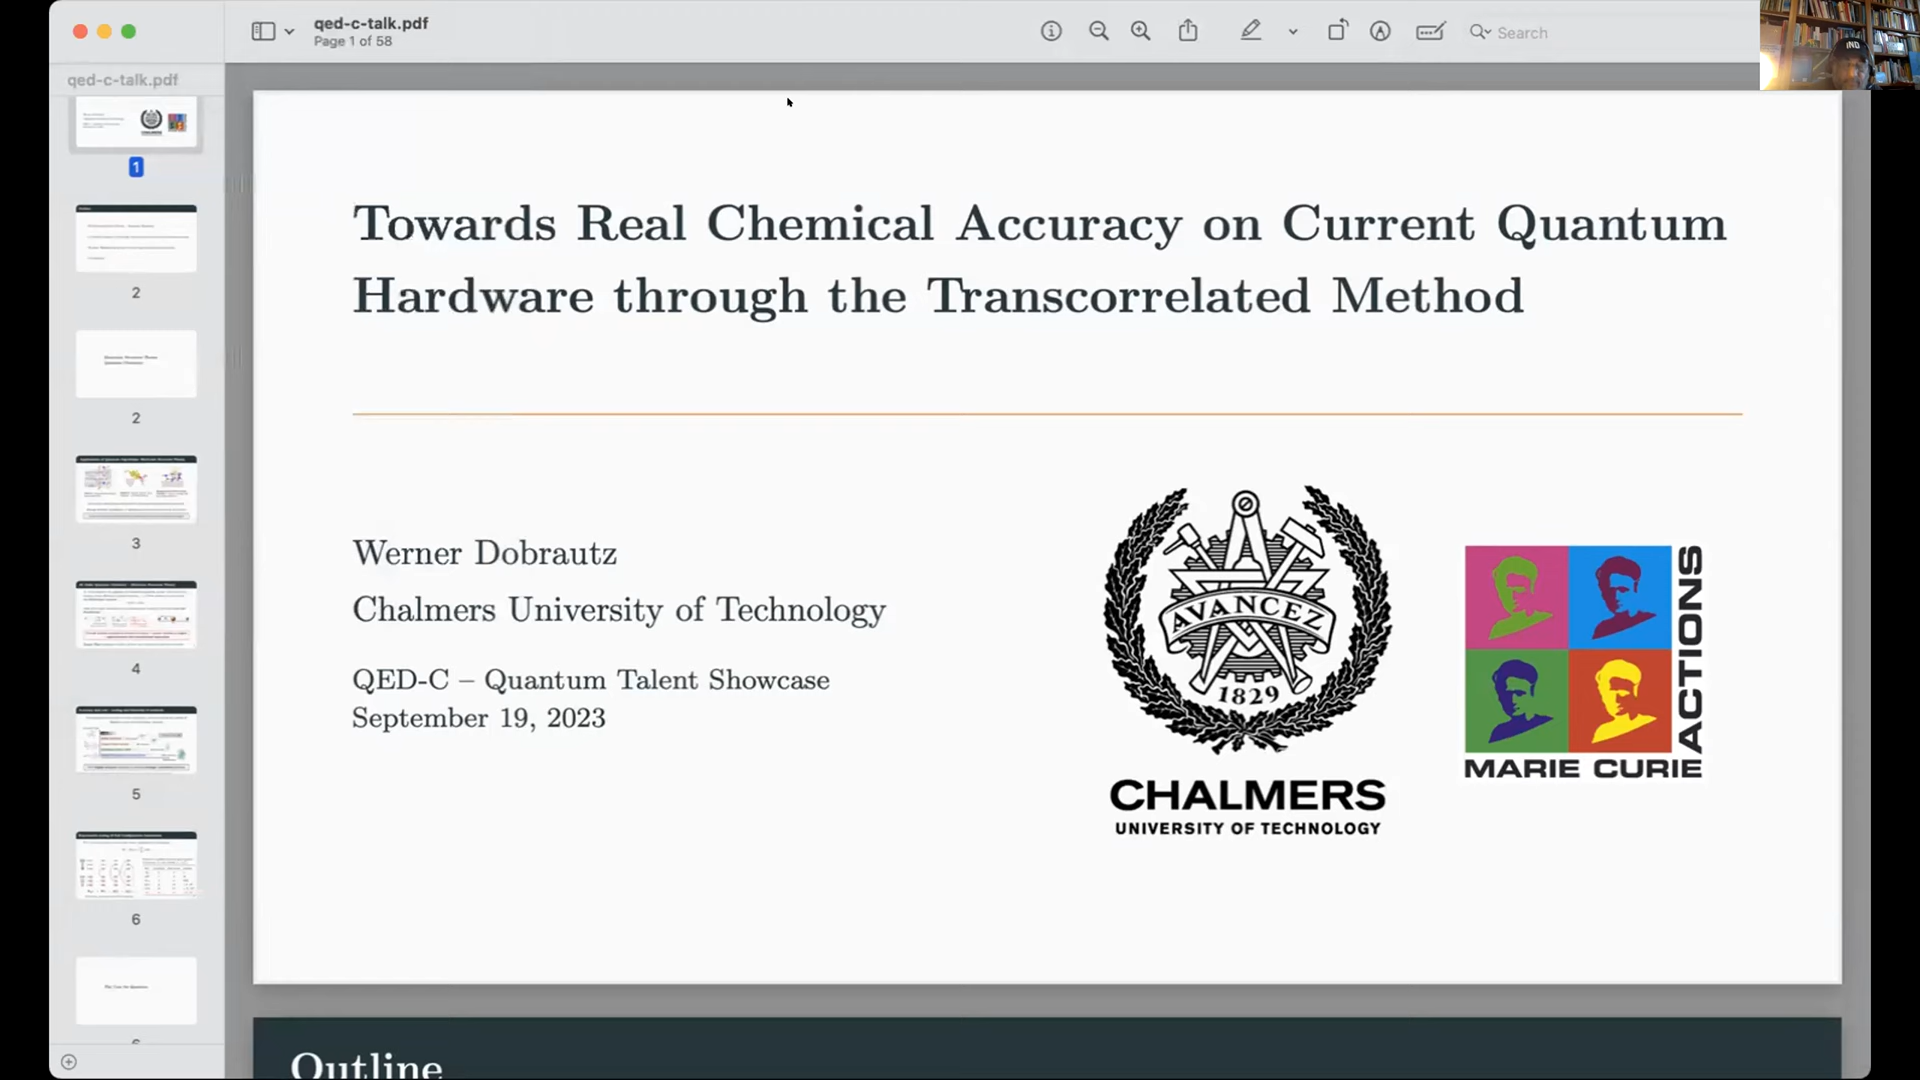 qed-c-talk.pdf
Page 1 of 58
Search
IND
qed-c-talk.pdf
CHALMERS
1
2
2
3
4
5
6
Towards Real Chemical Accuracy on Current Quantum
Hardware through the Transcorrelated Method
Werner Dobrautz
Chalmers University of Technology
QED-C – Quantum Talent Showcase
September 19, 2023
AVANCEZ
1829
CHALMERS
UNIVERSITY OF TECHNOLOGY
MARIE CURIE
ACTIONS
Outline